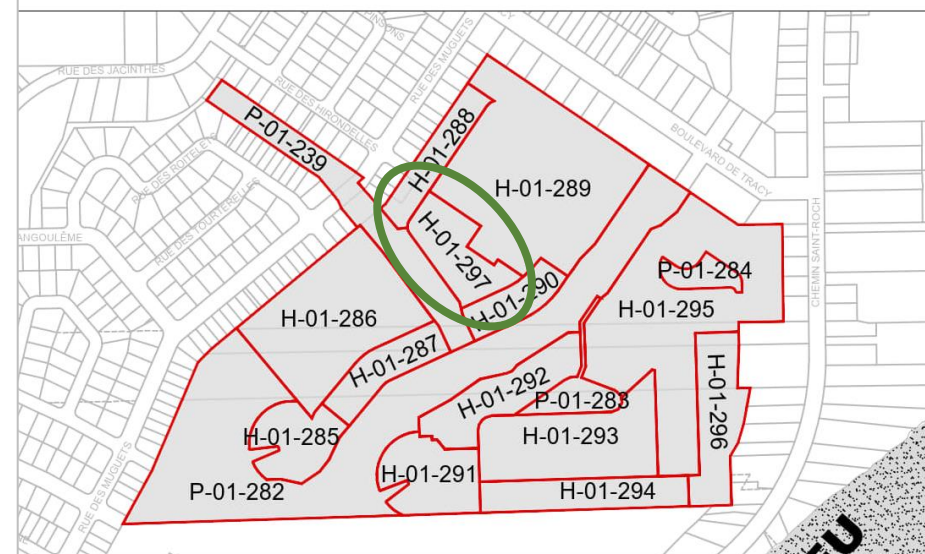 PINSONS
TRACY
RUE DES MUGUETS
RUE DES JACINTHES
RUE DES HIRONDELLES
P-01-239
H-01-288
BOULEVARD DE TRACY
RUE DES ROITELETS
H-01-289
RUE DES TOURTERELLES
ANGOULÊME
H-01-297
CHEMIN SAINT-ROCH
P-01-284
H-01-290
H-01-295
H-01-286
H-01-287
H-01-292
H-01-296
P-01-283
H-01-285
H-01-293
H-01-291
P-01-282
H-01-294
RUE DES MUGUETS